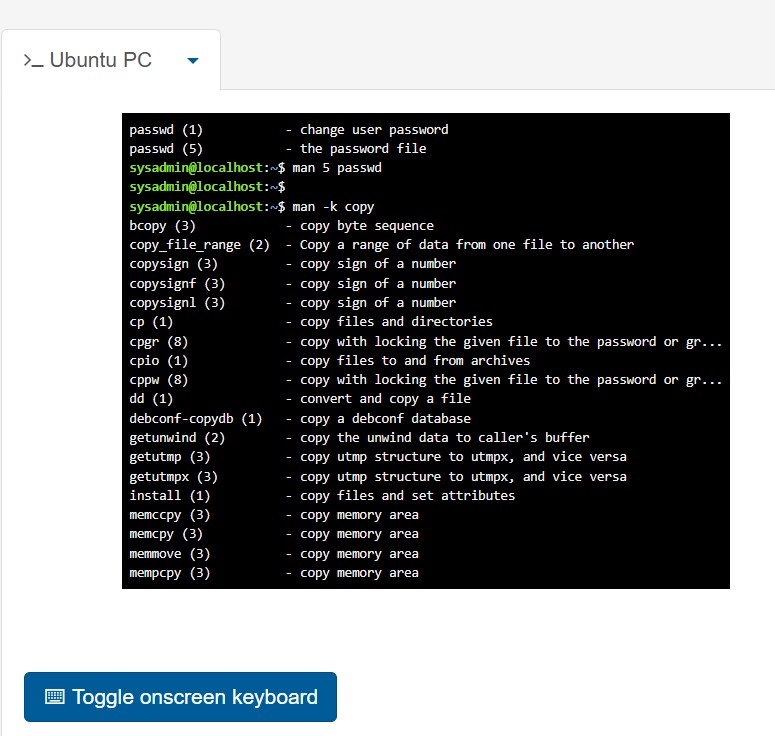 >_ Ubuntu PC
passwd (1) - change user password
passwd (5) - the password file
sysadmin@localhost:~$ man 5 passwd
sysadmin@localhost:~$
sysadmin@localhost:~$ man -k copy
bcopy (3) - copy byte sequence
copy_file_range (2) - Copy a range of data from one file to another
copysign (3) - copy sign of a number
copysignf (3) - copy sign of a number
copysignl (3) - copy sign of a number
cp (1) - copy files and directories
cpgr (8) - copy with locking the given file to the password or gr...
cpio (1) - copy files to and from archives
cppw (8) - copy with locking the given file to the password or gr...
dd (1) - convert and copy a file
debconf-copydb (1) - copy a debconf database
getunwind (2) - copy the unwind data to caller's buffer
getutmp (3) - copy utmp structure to utmpx, and vice versa
getutmpx (3) - copy utmp structure to utmpx, and vice versa
install (1) - copy files and set attributes
memccpy (3) - copy memory area
memcpy (3) - copy memory area
memmove (3) - copy memory area
mempcpy (3) - copy memory area
Toggle onscreen keyboard